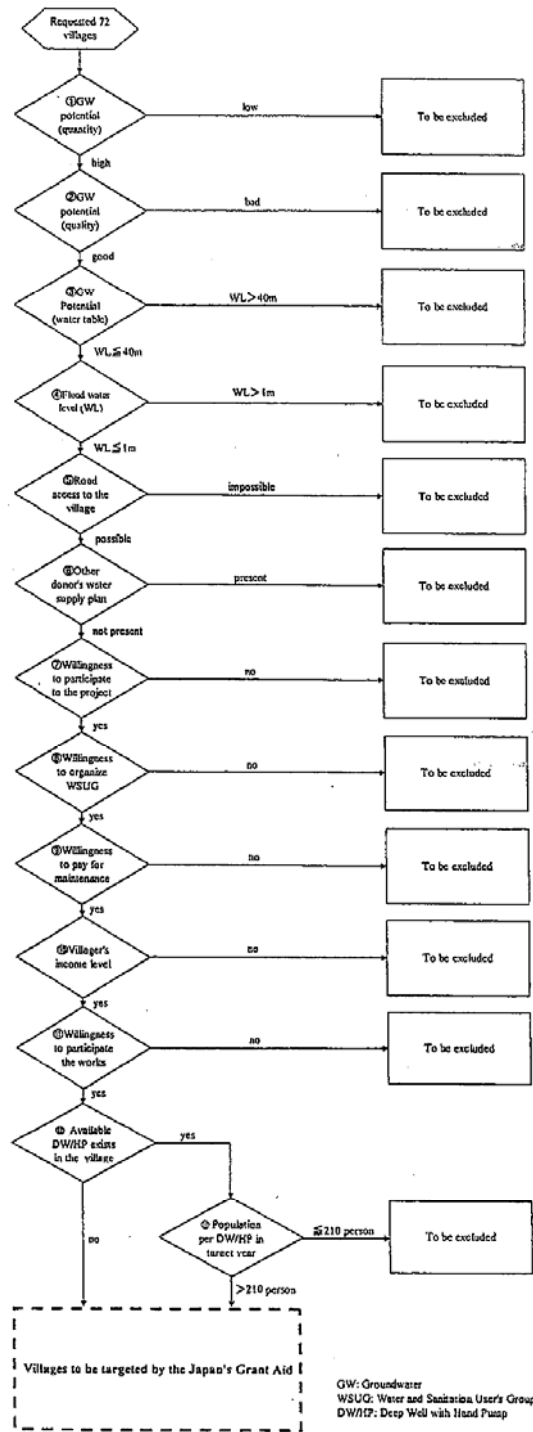 Requested 72
villages
①GW
potential
(quantity)
low
To be excluded
high
②GW
potential
(quality)
bad
To be excluded
good
③GW
Potential
(water table)
WL＞40m
To be excluded
WL≦40m
④Flood water
level (WL)
WL＞1m
To be excluded
WL≦1m
⑤Road
access to the
village
impossible
To be excluded
possible
⑥Other
donor's water
supply plan
present
To be excluded
not present
⑦Willingness
to participate
to the project
no
To be excluded
yes
⑧Willingness
to organize
WSUG
no
To be excluded
yes
⑨Willingness
to pay for
maintenance
no
To be excluded
yes
⑩Villager's
income level
no
To be excluded
yes
⑪Willingness
to participate
the works
no
To be excluded
yes
⑫ Available
DW/HP exists
in the village
yes
no
Population
per DW/HP in
target year
≦210 person
To be excluded
＞210 person
Villages to be targeted by the Japan's Grant Aid
GW: Groundwater
WSUG: Water and Sanitation User's Group
DW/HP: Deep Well with Hand Pump